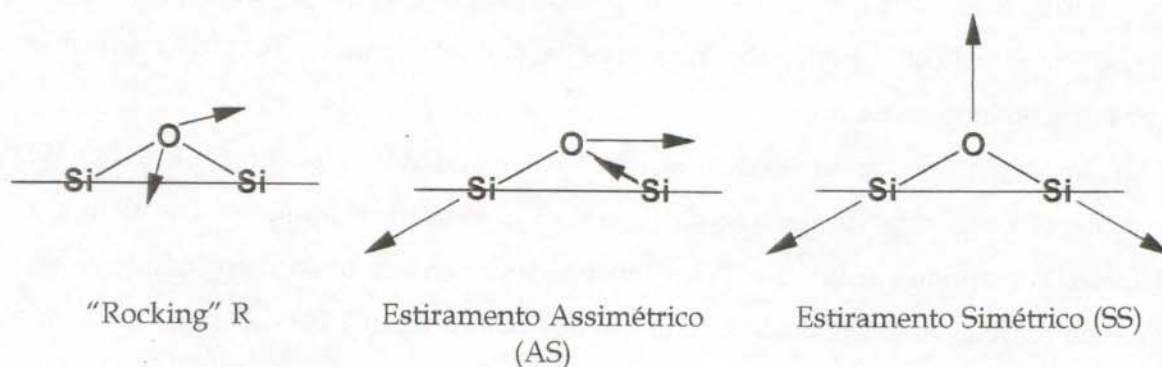 O
Si Si
"Rocking" R
O
Si Si
Estiramento Assimétrico
(AS)
O
Si Si
Estiramento Simétrico (SS)